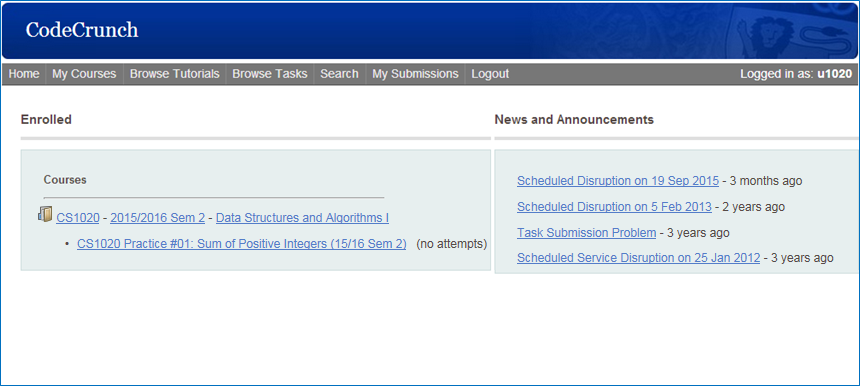 CodeCrunch
Home My Courses Browse Tutorials Browse Tasks Search My Submissions Logout Logged in as: u1020
Enrolled
Courses
CS1020 - 2015/2016 Sem 2 - Data Structures and Algorithms I
• CS1020 Practice #01: Sum of Positive Integers (15/16 Sem 2) (no attempts)
News and Announcements
Scheduled Disruption on 19 Sep 2015 - 3 months ago
Scheduled Disruption on 5 Feb 2013 - 2 years ago
Task Submission Problem - 3 years ago
Scheduled Service Disruption on 25 Jan 2012 - 3 years ago